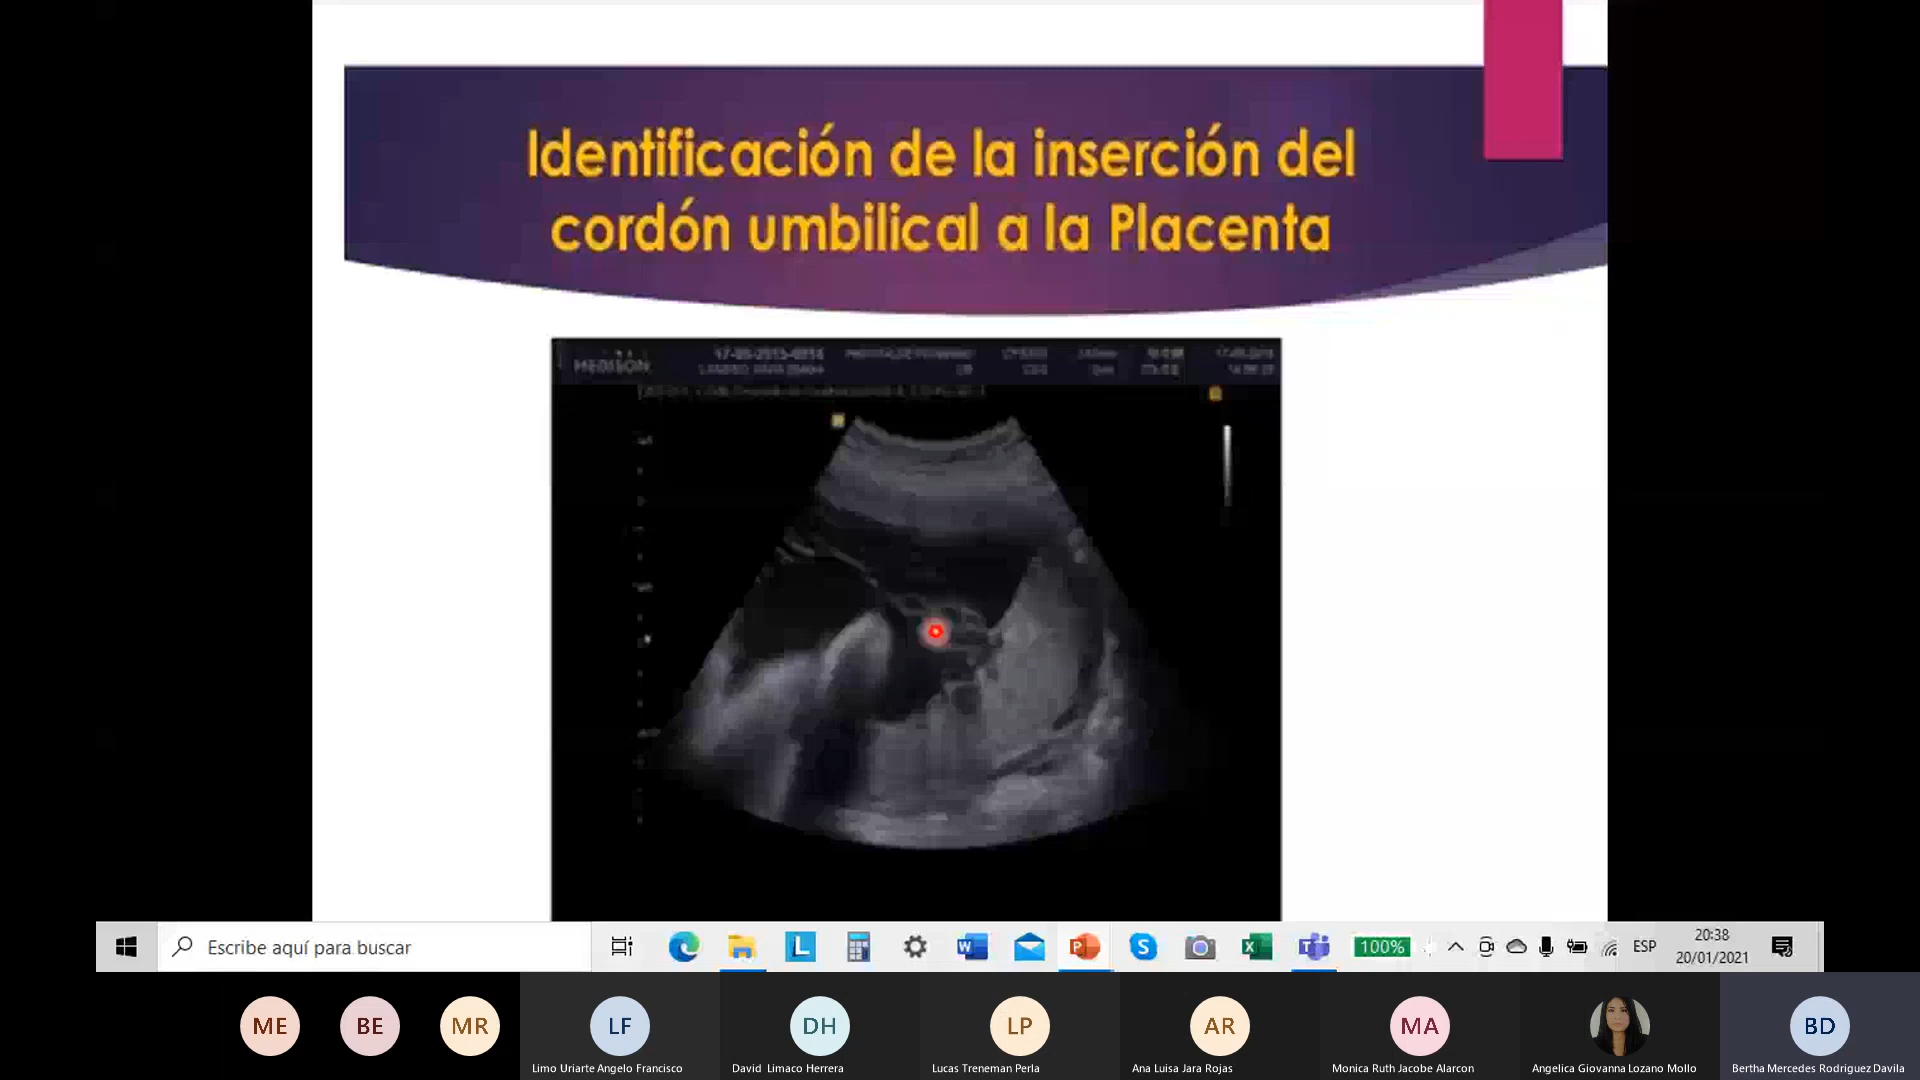 Identificación de la inserción del
cordón umbilical a la Placenta
MEDISON
Escribe aquí para buscar
100%
ESP
20:38
20/01/2021
ME
BE
MR
LF
DH
LP
AR
MA
BD
Limo Uriarte Angelo Francisco
David Limaco Herrera
Lucas Treneman Perla
Ana Luisa Jara Rojas
Monica Ruth Jacobe Alarcon
Angelica Giovanna Lozano Mollo
Bertha Mercedes Rodriguez Davila